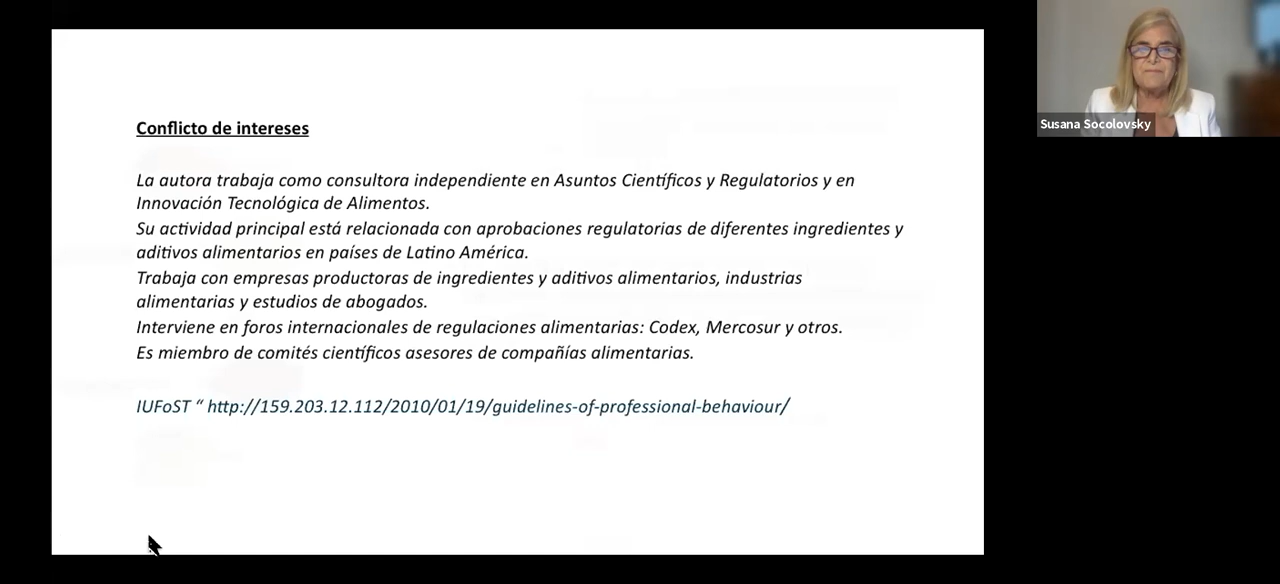 Conflicto de intereses
La autora trabaja como consultora independiente en Asuntos Científicos y Regulatorios y en
Innovación Tecnológica de Alimentos.
Su actividad principal está relacionada con aprobaciones regulatorias de diferentes ingredientes y
aditivos alimentarios en países de Latino América.
Trabaja con empresas productoras de ingredientes y aditivos alimentarios, industrias
alimentarias y estudios de abogados.
Interviene en foros internacionales de regulaciones alimentarias: Codex, Mercosur y otros.
Es miembro de comités científicos asesores de compañías alimentarias.
IUFoST “ http://159.203.12.112/2010/01/19/guidelines-of-professional-behaviour/
Susana Socolovsky